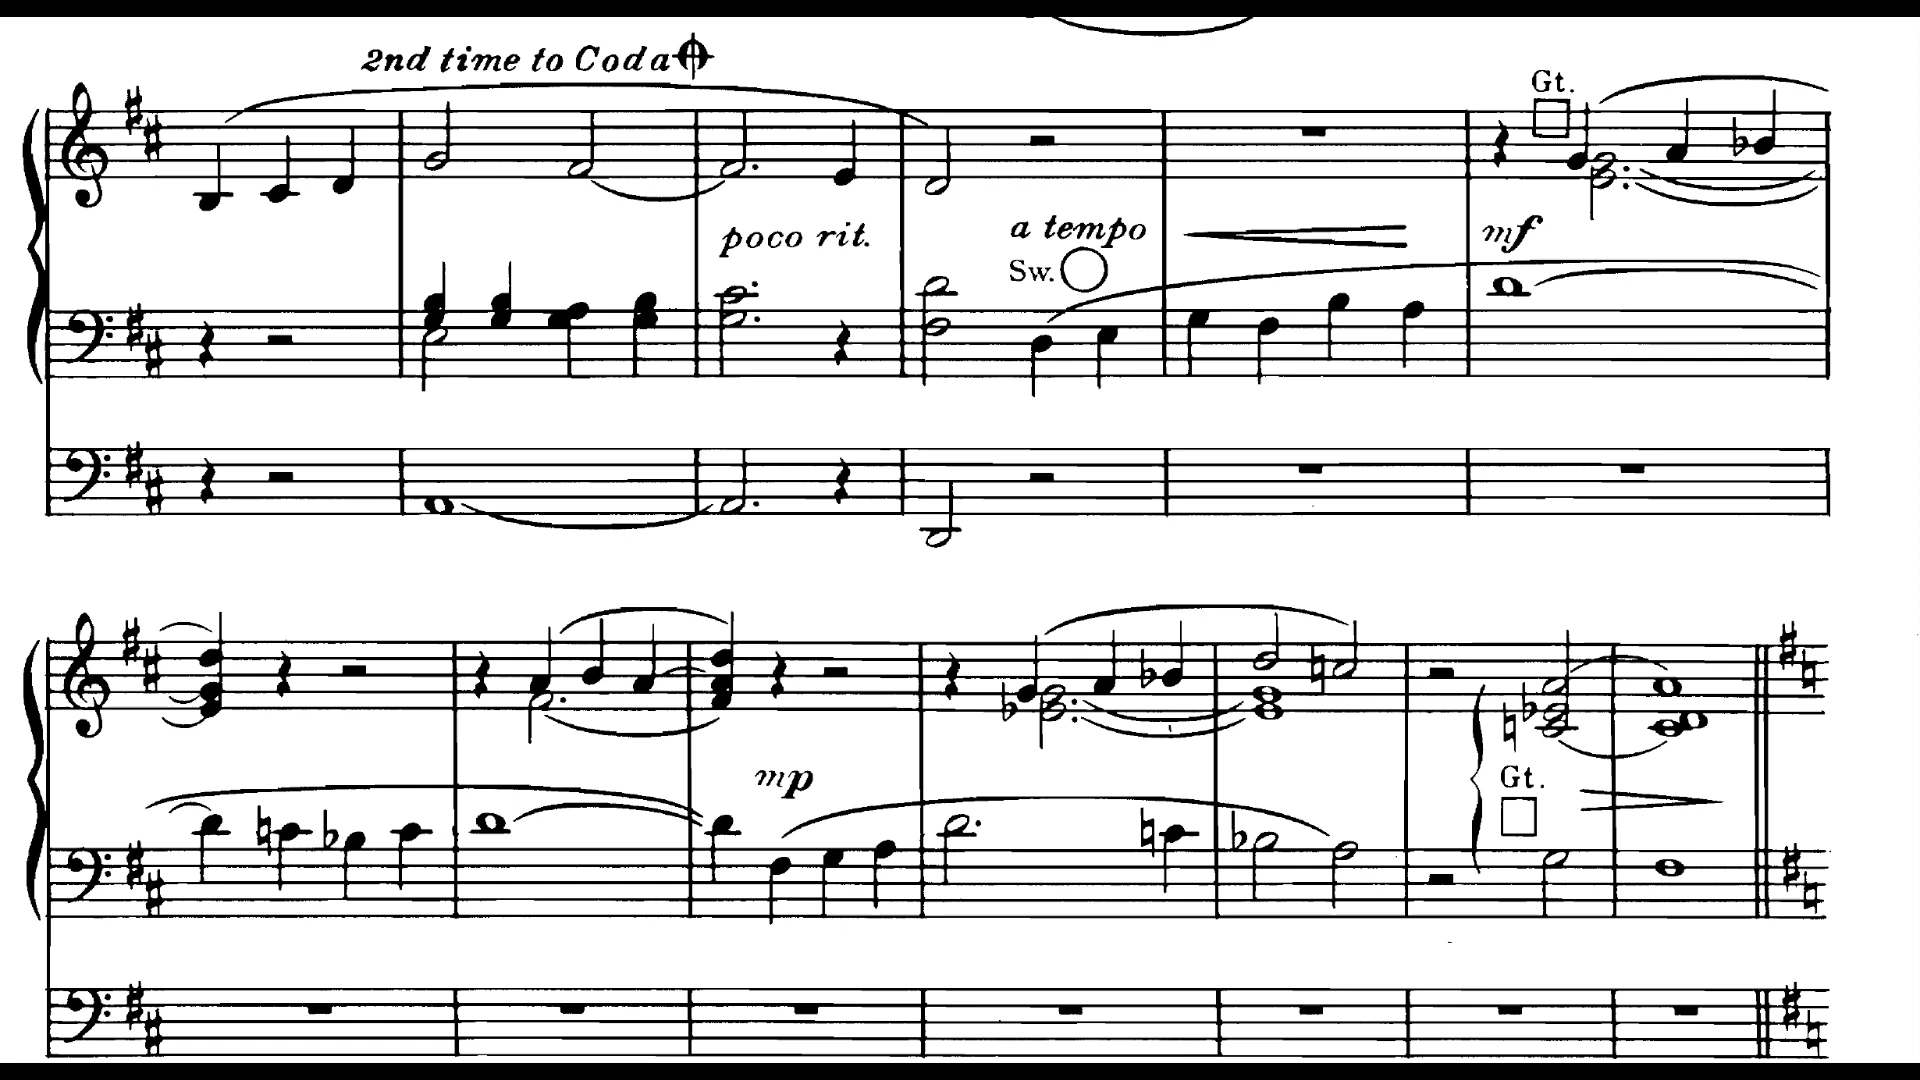 2nd time to Coda
Gt.
poco rit.
a tempo
mf
Sw.
mp
Gt.